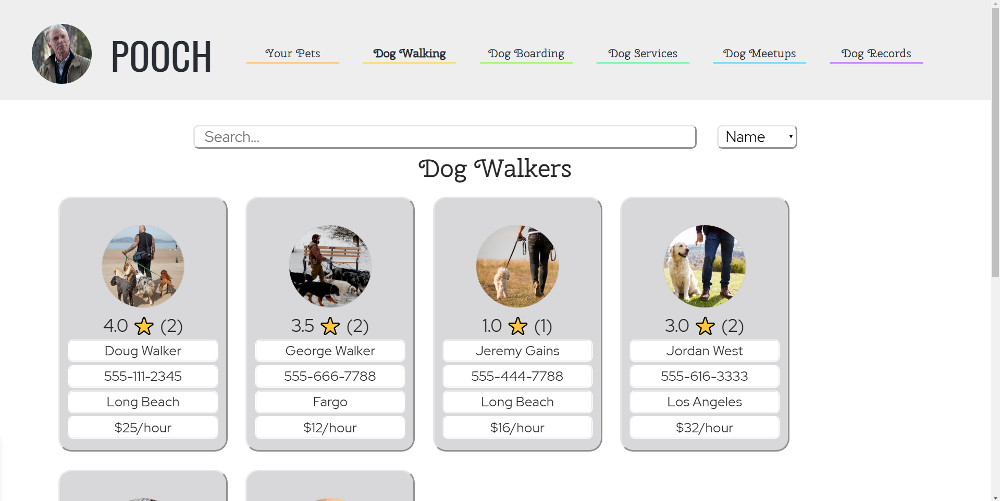 POOCH
Your Pets
Dog Walking
Dog Boarding
Dog Services
Dog Meetups
Dog Records
Search...
Name
Dog Walkers
4.0 (2)
Doug Walker
555-111-2345
Long Beach
$25/hour
3.5 (2)
George Walker
555-666-7788
Fargo
$12/hour
1.0 (1)
Jeremy Gains
555-444-7788
Long Beach
$16/hour
3.0 (2)
Jordan West
555-616-3333
Los Angeles
$32/hour